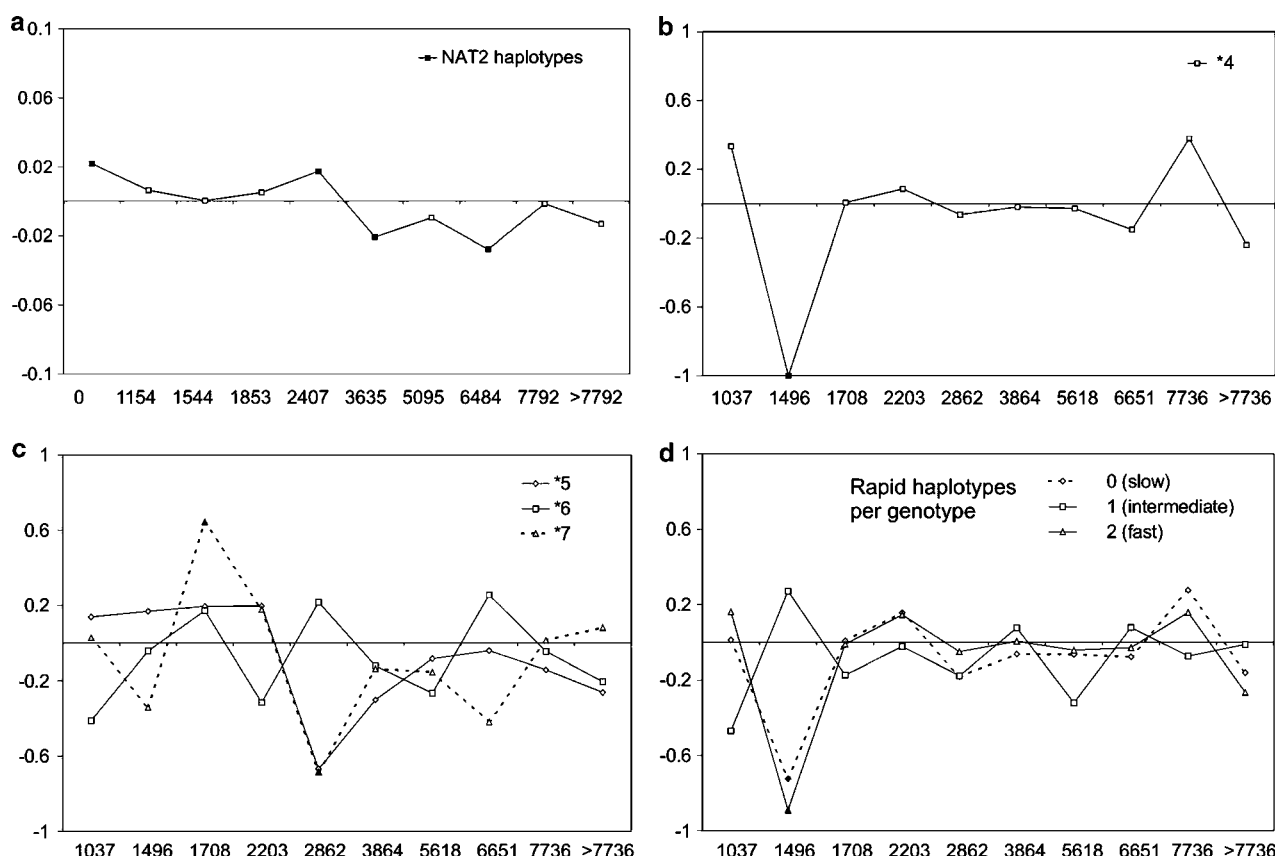 a
0.1
0.06
0.02
-0.02
-0.06
-0.1
NAT2 haplotypes
0 1154 1544 1853 2407 3635 5095 6484 7792 >7792
b
1
0.6
0.2
-0.2
-0.6
-1
*4
1037 1496 1708 2203 2862 3864 5618 6651 7736 >7736
c
1
0.6
0.2
-0.2
-0.6
-1
*5
*6
*7
1037 1496 1708 2203 2862 3864 5618 6651 7736 >7736
d
1
0.6
0.2
-0.2
-0.6
-1
Rapid haplotypes
per genotype
0 (slow)
1 (intermediate)
2 (fast)
1037 1496 1708 2203 2862 3864 5618 6651 7736 >7736